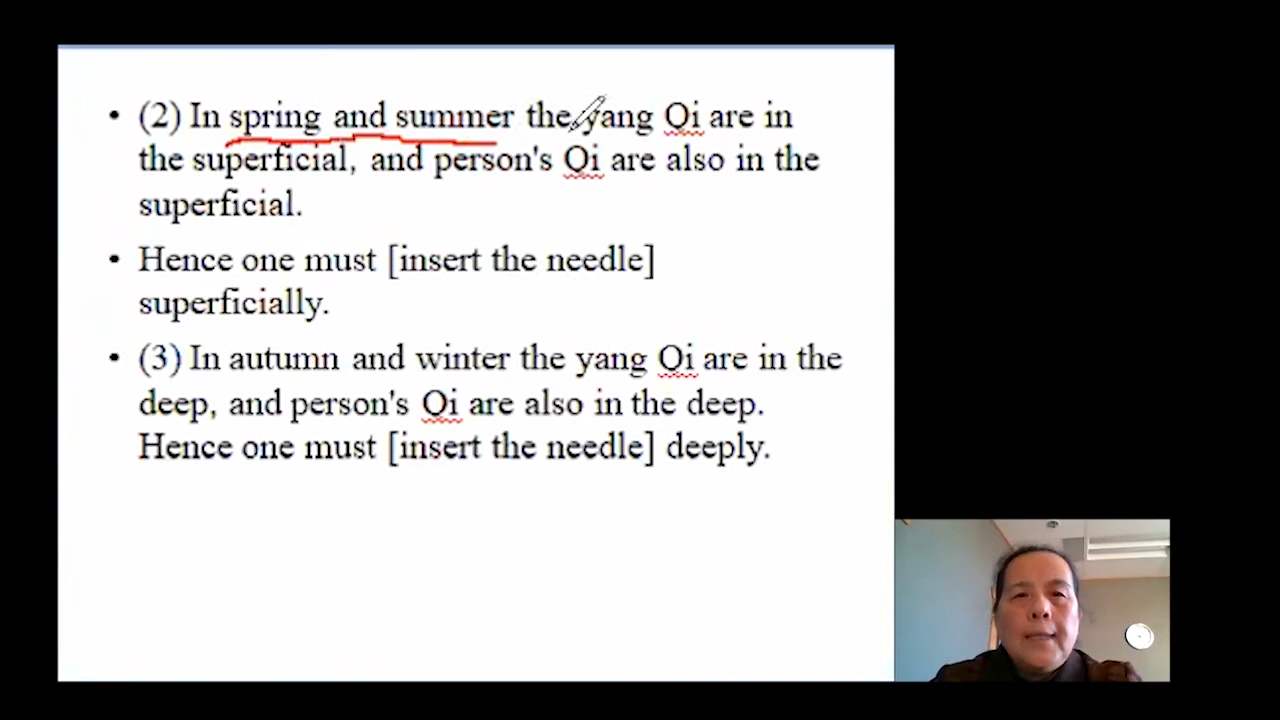 • (2) In spring and summer the yang Qi are in
the superficial, and person's Qi are also in the
superficial.
• Hence one must [insert the needle]
superficially.
• (3) In autumn and winter the yang Qi are in the
deep, and person's Qi are also in the deep.
Hence one must [insert the needle] deeply.